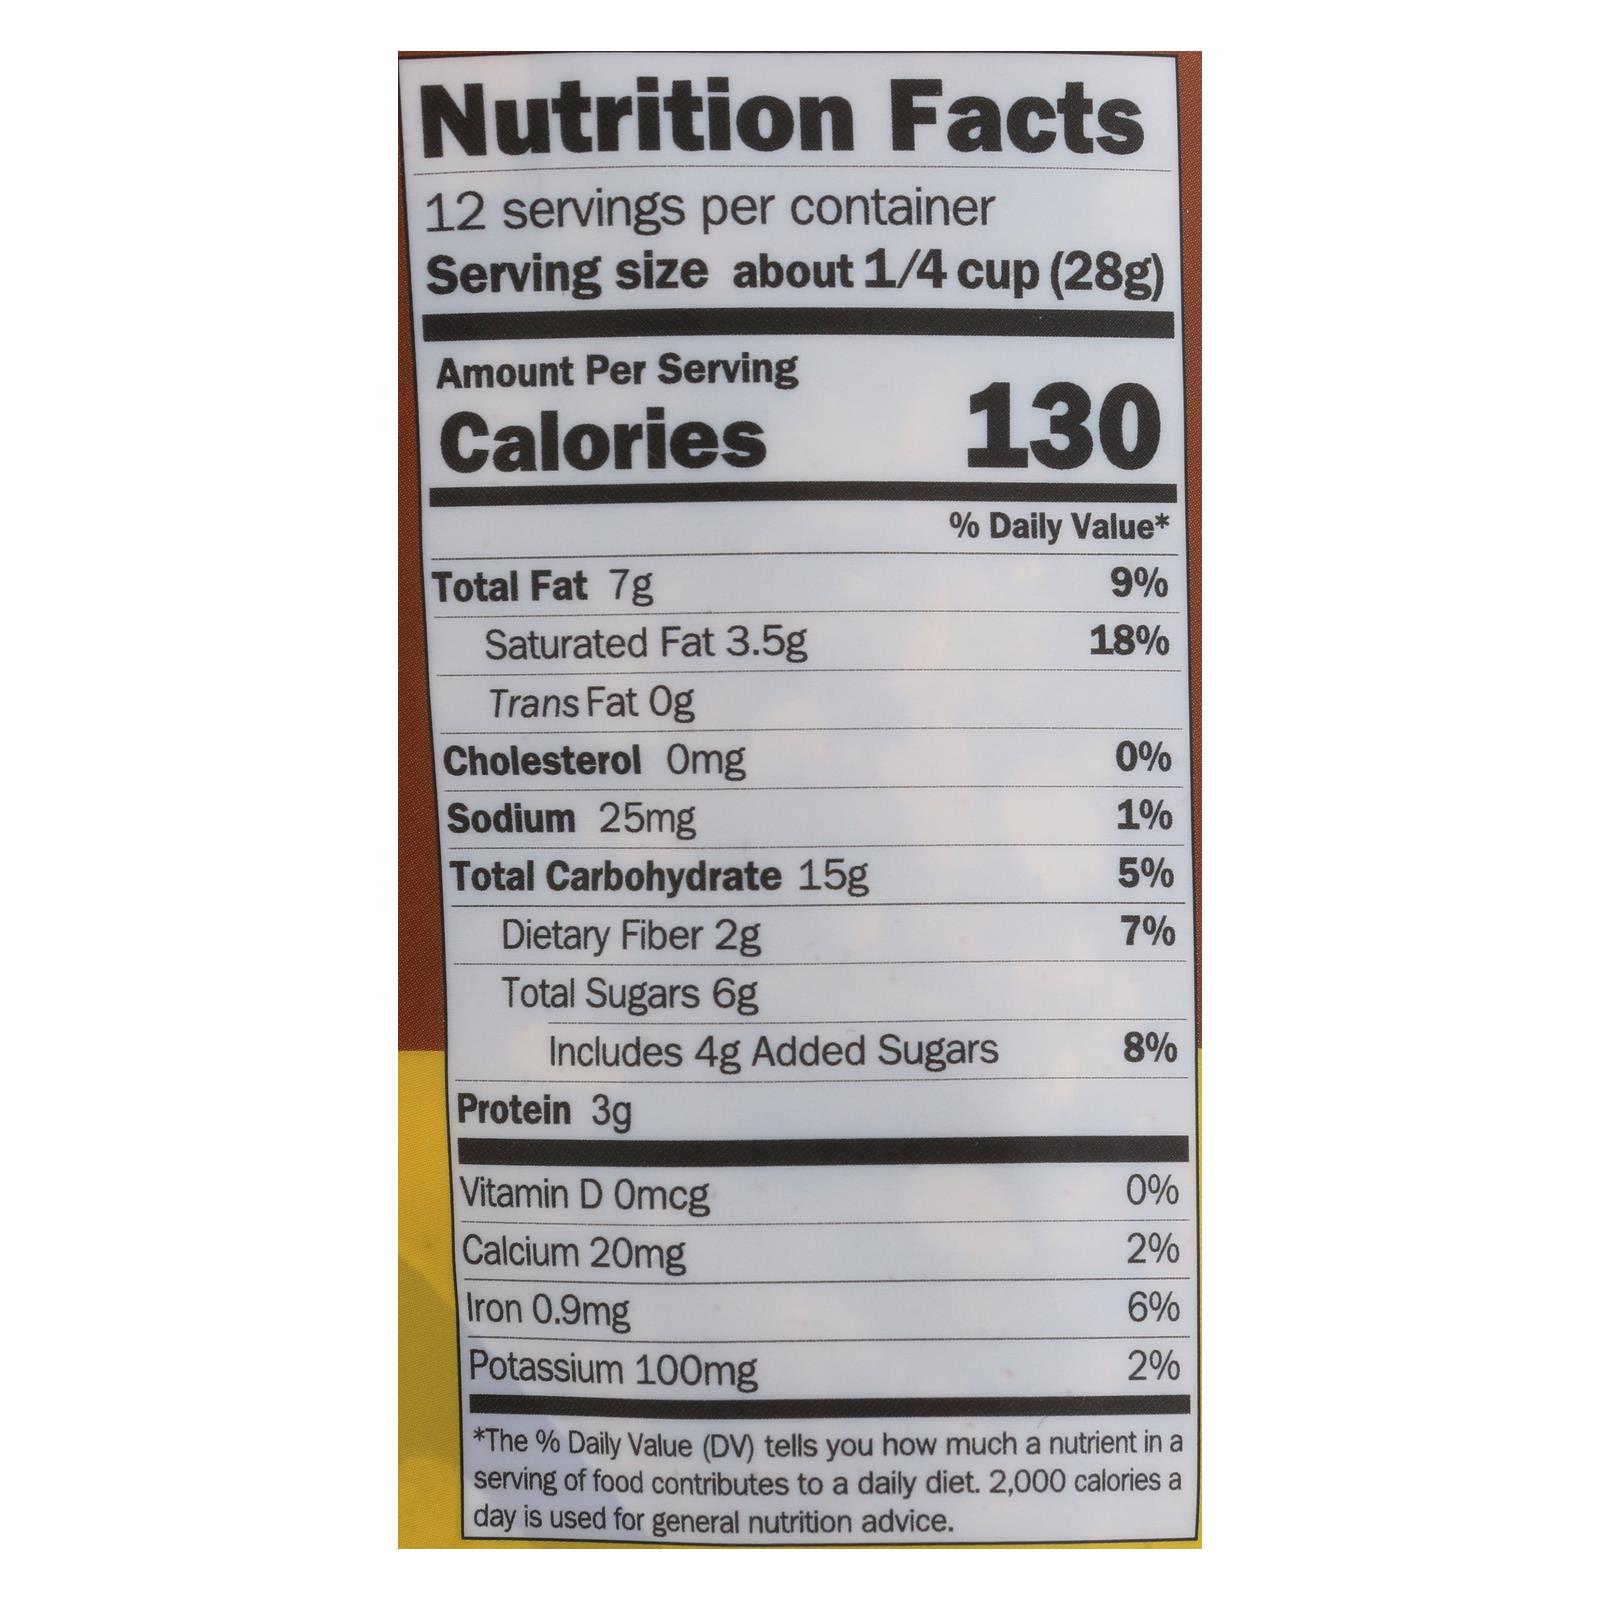 Nutrition Facts
12 servings per container
Serving size about 1/4 cup (28g)
Amount Per Serving
Calories 130
% Daily Value*
Total Fat 7g 9%
Saturated Fat 3.5g 18%
Trans Fat 0g
Cholesterol 0mg 0%
Sodium 25mg 1%
Total Carbohydrate 15g 5%
Dietary Fiber 2g 7%
Total Sugars 6g
Includes 4g Added Sugars 8%
Protein 3g
Vitamin D 0mcg 0%
Calcium 20mg 2%
Iron 0.9mg 6%
Potassium 100mg 2%
*The % Daily Value (DV) tells you how much a nutrient in a
serving of food contributes to a daily diet. 2,000 calories a
day is used for general nutrition advice.